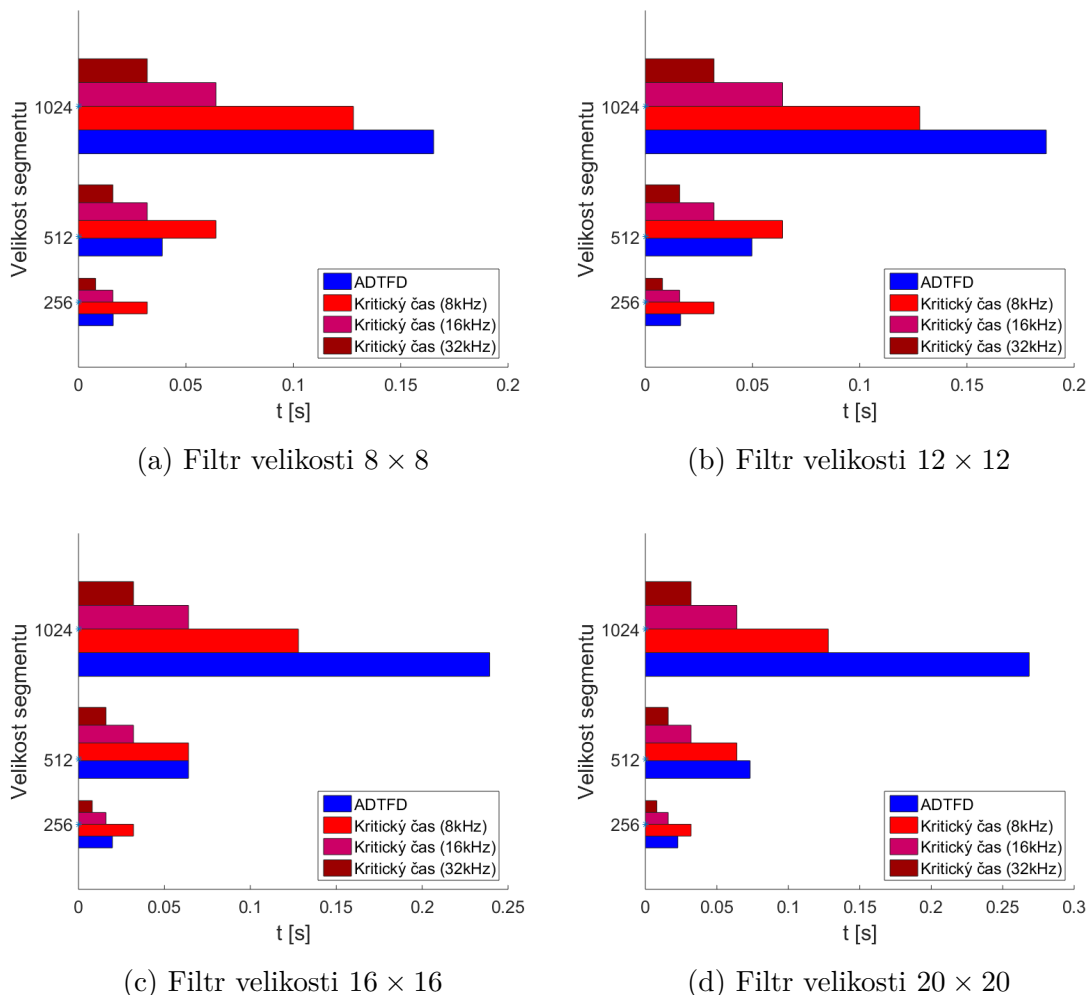 Velikost segmentu
1024
512
256
ADTFD
Kritický čas (8kHz)
Kritický čas (16kHz)
Kritický čas (32kHz)
0 0.05 0.1 0.15 0.2
t [s]
(a) Filtr velikosti 8 × 8
Velikost segmentu
1024
512
256
ADTFD
Kritický čas (8kHz)
Kritický čas (16kHz)
Kritický čas (32kHz)
0 0.05 0.1 0.15 0.2
t [s]
(b) Filtr velikosti 12 × 12
Velikost segmentu
1024
512
256
ADTFD
Kritický čas (8kHz)
Kritický čas (16kHz)
Kritický čas (32kHz)
0 0.05 0.1 0.15 0.2 0.25
t [s]
(c) Filtr velikosti 16 × 16
Velikost segmentu
1024
512
256
ADTFD
Kritický čas (8kHz)
Kritický čas (16kHz)
Kritický čas (32kHz)
0 0.05 0.1 0.15 0.2 0.25 0.3
t [s]
(d) Filtr velikosti 20 × 20